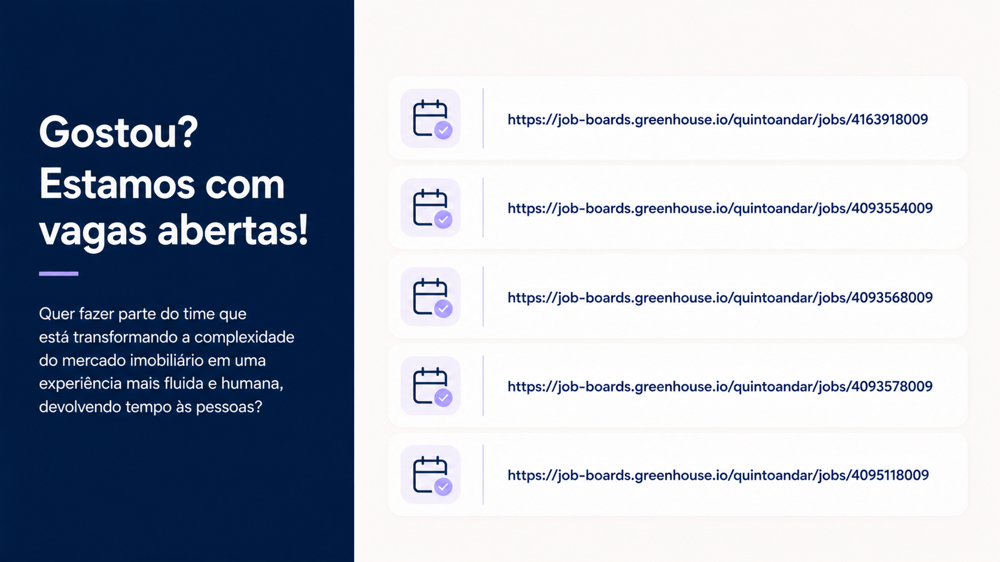 Gostou?
Estamos com
vagas abertas!
Quer fazer parte do time que
está transformando a complexidade
do mercado imobiliário em uma
experiência mais fluida e humana,
devolvendo tempo às pessoas?
https://job-boards.greenhouse.io/quintoandar/jobs/4163918009
https://job-boards.greenhouse.io/quintoandar/jobs/4093554009
https://job-boards.greenhouse.io/quintoandar/jobs/4093568009
https://job-boards.greenhouse.io/quintoandar/jobs/4093578009
https://job-boards.greenhouse.io/quintoandar/jobs/4095118009